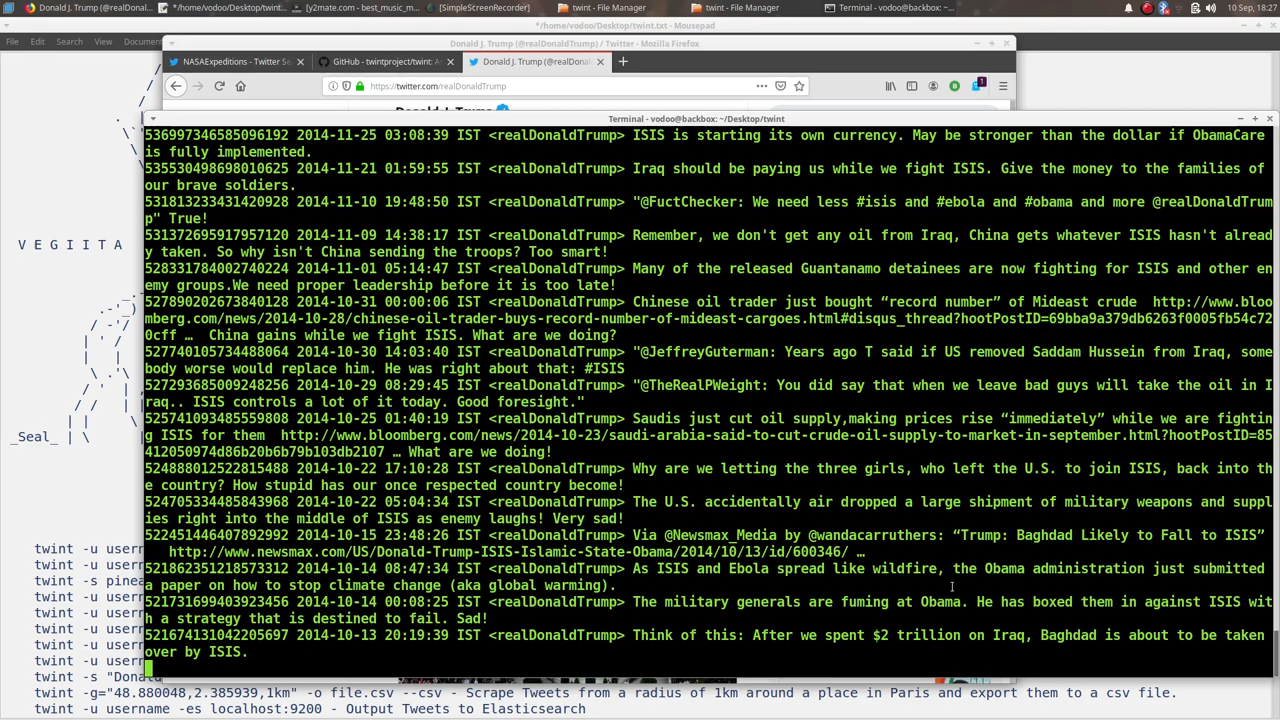 Donald J. Trump (@realDonal...
*/home/vodoo/Desktop/twint...
[y2mate.com - best_music_m...
[SimpleScreenRecorder]
twint - File Manager
twint - File Manager
Terminal - vodoo@backbox: ~...
10 Sep, 18:27
*/home/vodoo/Desktop/twint.txt - Mousepad
File Edit Search View Document
Donald J. Trump (@realDonaldTrump) / Twitter - Mozilla Firefox
NASAExpeditions - Twitter Se
GitHub - twintproject/twint: A
Donald J. Trump (@realDonal
https://twitter.com/realDonaldTrump
1
Terminal - vodoo@backbox: ~/Desktop/twint
536997346585096192 2014-11-25 03:08:39 IST <realDonaldTrump> ISIS is starting its own currency. May be stronger than the dollar if ObamaCare
is fully implemented.
535530498698010625 2014-11-21 01:59:55 IST <realDonaldTrump> Iraq should be paying us while we fight ISIS. Give the money to the families of
our brave soldiers.
531813233431420928 2014-11-10 19:48:50 IST <realDonaldTrump> "@FuctChecker: We need less #isis and #ebola and #obama and more @realDonaldTrum
p" True!
531372695917957120 2014-11-09 14:38:17 IST <realDonaldTrump> Remember, we don't get any oil from Iraq, China gets whatever ISIS hasn't alread
y taken. So why isn't China sending the troops? Too smart!
528331784002740224 2014-11-01 05:14:47 IST <realDonaldTrump> Many of the released Guantanamo detainees are now fighting for ISIS and other en
emy groups.We need proper leadership before it is too late!
527890202673840128 2014-10-31 00:00:06 IST <realDonaldTrump> Chinese oil trader just bought “record number” of Mideast crude  http://www.bloo
mberg.com/news/2014-10-28/chinese-oil-trader-buys-record-number-of-mideast-cargoes.html#disqus_thread?hootPostID=69bba9a379db6263f0005fb54c72
0cff …  China gains while we fight ISIS. What are we doing?
527740105734488064 2014-10-30 14:03:40 IST <realDonaldTrump> "@JeffreyGuterman: Years ago T said if US removed Saddam Hussein from Iraq, some
body worse would replace him. He was right about that: #ISIS
527293685009248256 2014-10-29 08:29:45 IST <realDonaldTrump> "@TheRealPWeight: You did say that when we leave bad guys will take the oil in I
raq.. ISIS controls a lot of it today. Good foresight."
525741093485559808 2014-10-25 01:40:19 IST <realDonaldTrump> Saudis just cut oil supply,making prices rise “immediately” while we are fightin
g ISIS for them  http://www.bloomberg.com/news/2014-10-23/saudi-arabia-said-to-cut-crude-oil-supply-to-market-in-september.html?hootPostID=85
412050974d86b20b6b79b103db2107 … What are we doing!
524888012522815488 2014-10-22 17:10:28 IST <realDonaldTrump> Why are we letting the three girls, who left the U.S. to join ISIS, back into th
e country? How stupid has our once respected country become!
524705334485843968 2014-10-22 05:04:34 IST <realDonaldTrump> The U.S. accidentally air dropped a large shipment of military weapons and suppl
ies right into the middle of ISIS as enemy laughs! Very sad!
522451446407892992 2014-10-15 23:48:26 IST <realDonaldTrump> Via @Newsmax_Media by @wandacarruthers: “Trump: Baghdad Likely to Fall to ISIS”
http://www.newsmax.com/US/Donald-Trump-ISIS-Islamic-State-Obama/2014/10/13/id/600346/ …
521862351218573312 2014-10-14 08:47:34 IST <realDonaldTrump> As ISIS and Ebola spread like wildfire, the Obama administration just submitted
a paper on how to stop climate change (aka global warming).
521731699403923456 2014-10-14 00:08:25 IST <realDonaldTrump> The military generals are fuming at Obama. He has boxed them in against ISIS wit
h a strategy that is destined to fail. Sad!
521674131042205697 2014-10-13 20:19:39 IST <realDonaldTrump> Think of this: After we spent $2 trillion on Iraq, Baghdad is about to be taken
over by ISIS.
V E G I I T A
_Seal_
twint -u usern
twint -u usern
twint -s pinea
twint -u usern
twint -u usern
twint -u usern
twint -u usern
twint -u usern
twint -s "Donal
twint -g="48.880048,2.385939,1km" -o file.csv --csv - Scrape Tweets from a radius of 1km around a place in Paris and export them to a csv file.
twint -u username -es localhost:9200 - Output Tweets to Elasticsearch